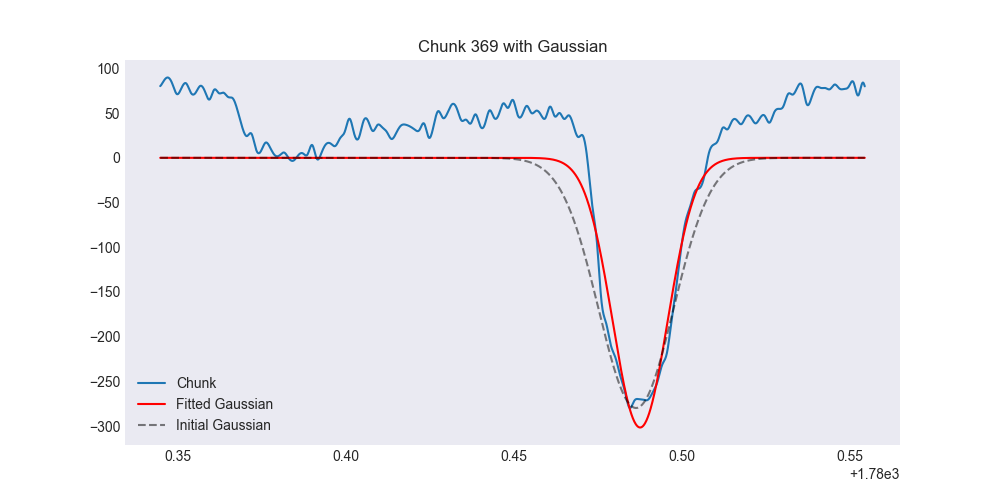 Chunk 369 with Gaussian
100
50
0
−50
−100
−150
−200
−250
−300
Chunk
Fitted Gaussian
Initial Gaussian
0.35 0.40 0.45 0.50 0.55
+1.78e3